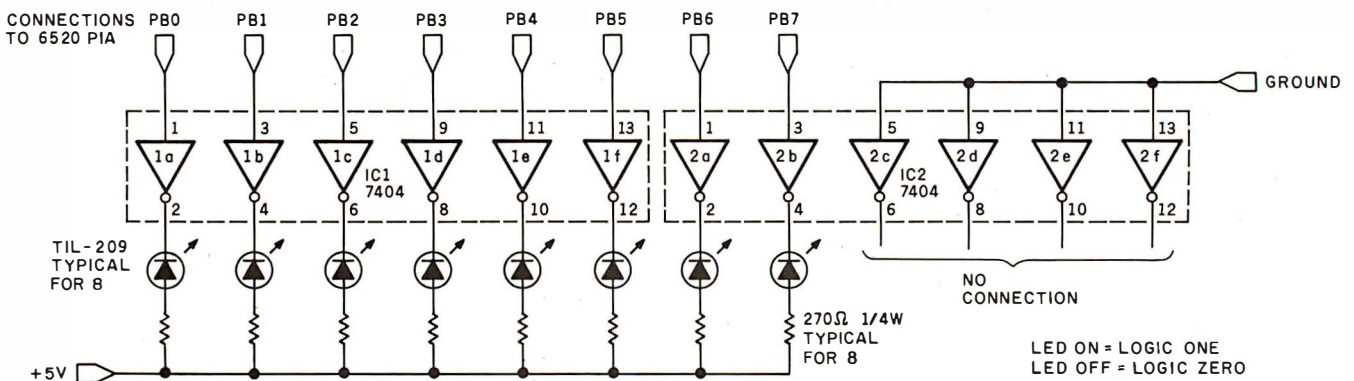 CONNECTIONS
TO 6520 PIA
PB0 PB1 PB2 PB3 PB4 PB5 PB6 PB7
GROUND
1 3 5 9 11 13 1 3 5 9 11 13
1a 1b 1c 1d 1e 1f 2a 2b 2c 2d 2e 2f
IC1
7404
IC2
7404
2 4 6 8 10 12 2 4 6 8 10 12
TIL-209
TYPICAL
FOR 8
NO
CONNECTION
270Ω 1/4W
TYPICAL
FOR 8
LED ON = LOGIC ONE
LED OFF = LOGIC ZERO
+5V